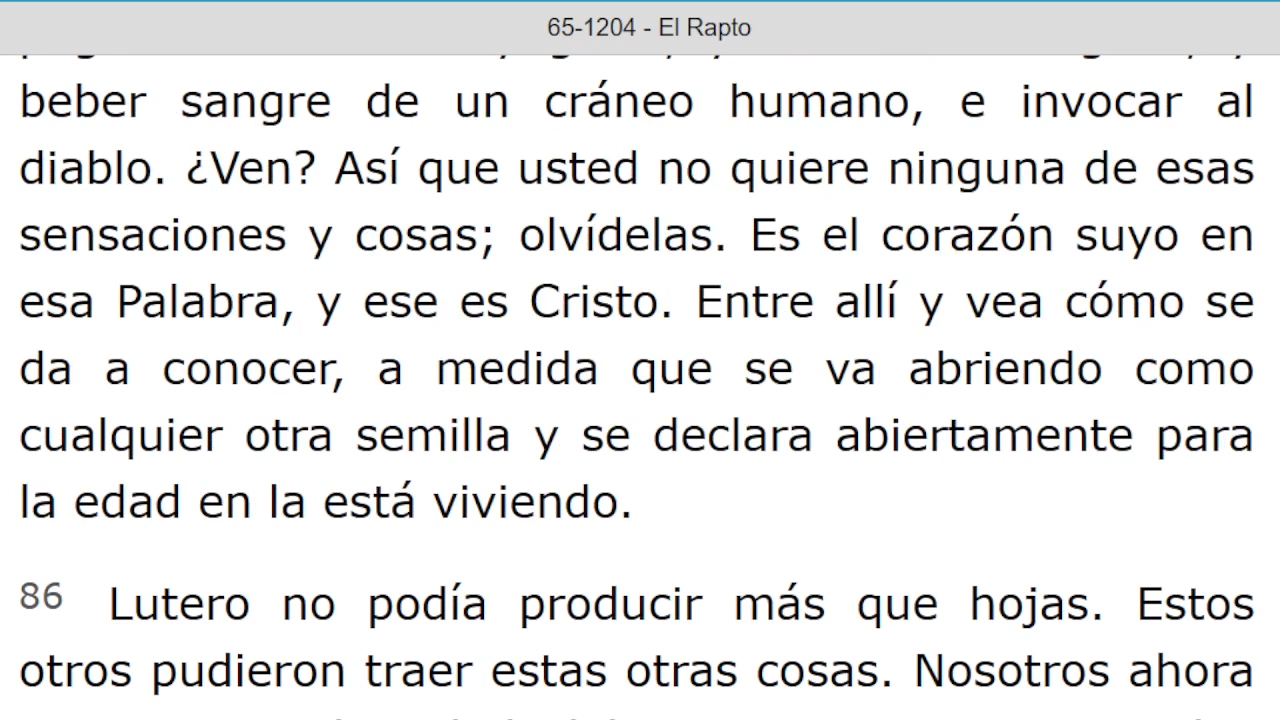 65-1204 - El Rapto
beber sangre de un cráneo humano, e invocar al
diablo. ¿Ven? Así que usted no quiere ninguna de esas
sensaciones y cosas; olvídelas. Es el corazón suyo en
esa Palabra, y ese es Cristo. Entre allí y vea cómo se
da a conocer, a medida que se va abriendo como
cualquier otra semilla y se declara abiertamente para
la edad en la está viviendo.
86 Lutero no podía producir más que hojas. Estos
otros pudieron traer estas otras cosas. Nosotros ahora